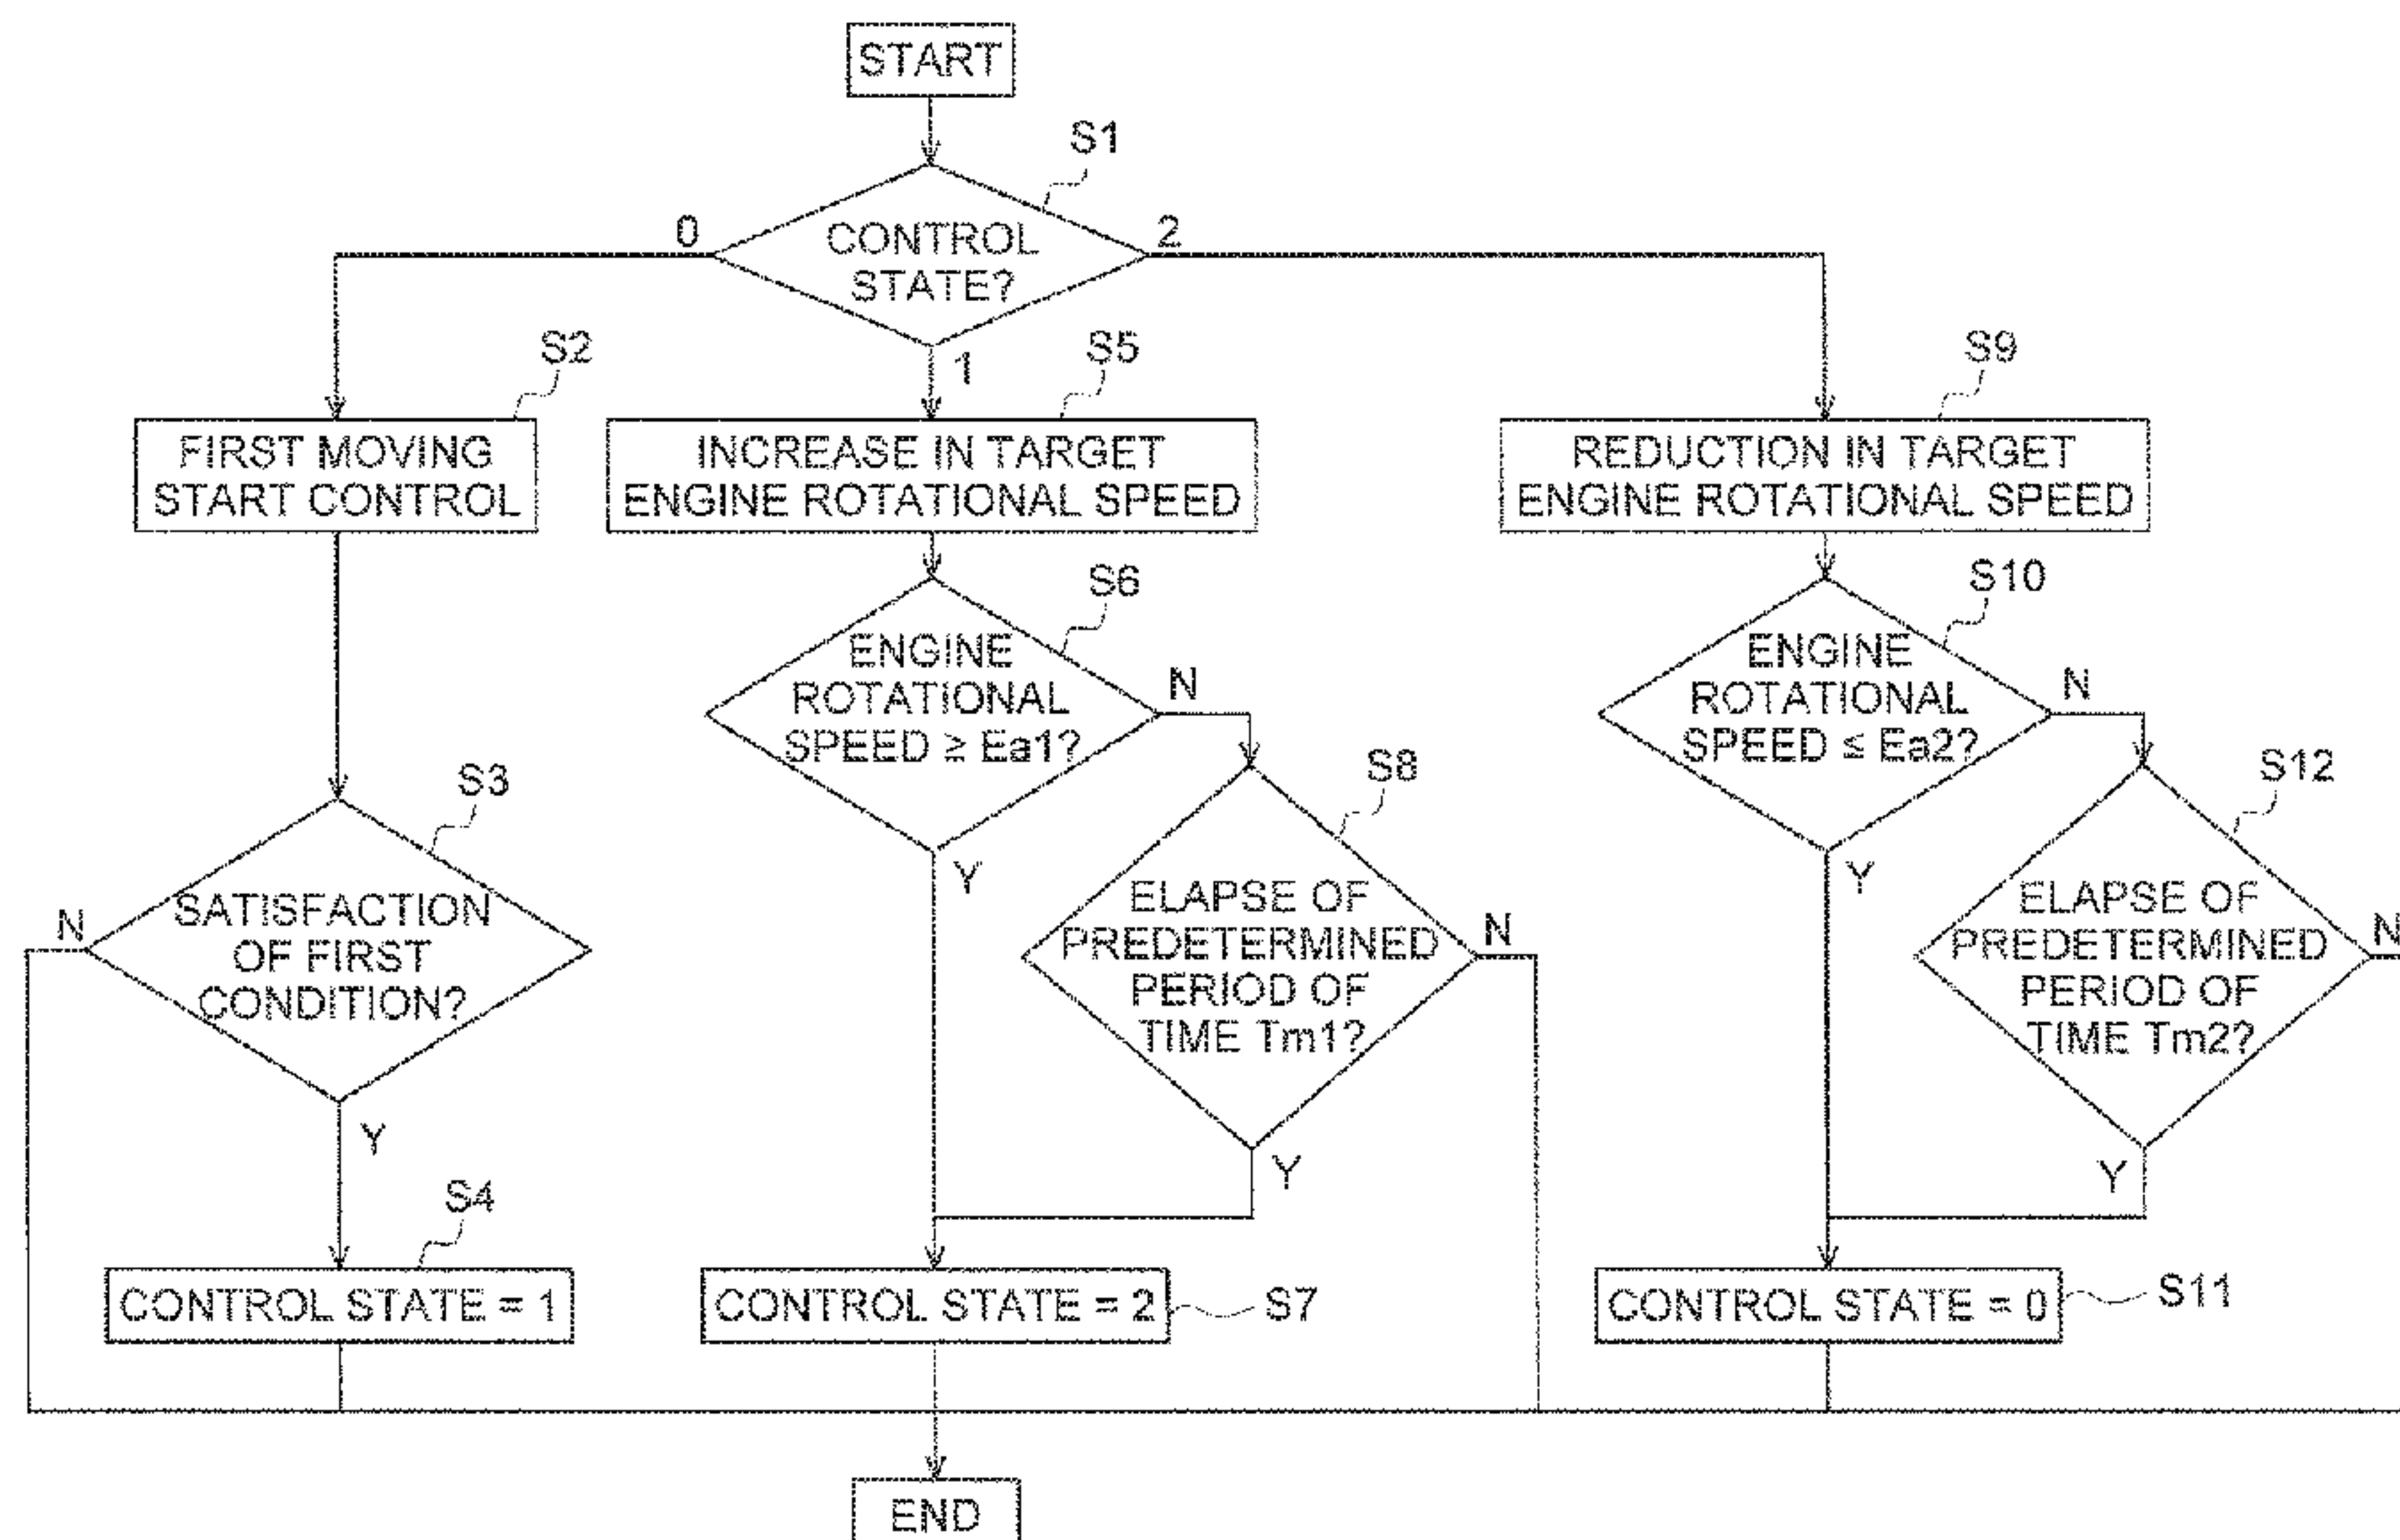 START
S1
0
CONTROL
STATE?
2
1
S2
FIRST MOVING
START CONTROL
S3
SATISFACTION
OF FIRST
CONDITION?
N
Y
S4
CONTROL STATE = 1
S5
INCREASE IN TARGET
ENGINE ROTATIONAL SPEED
S6
ENGINE
ROTATIONAL
SPEED ≥ Ea1?
N
Y
S8
ELAPSE OF
PREDETERMINED
PERIOD OF
TIME Tm1?
N
Y
CONTROL STATE = 2
S7
S9
REDUCTION IN TARGET
ENGINE ROTATIONAL SPEED
S10
ENGINE
ROTATIONAL
SPEED ≤ Ea2?
N
Y
S12
ELAPSE OF
PREDETERMINED
PERIOD OF
TIME Tm2?
N
Y
CONTROL STATE = 0
S11
END